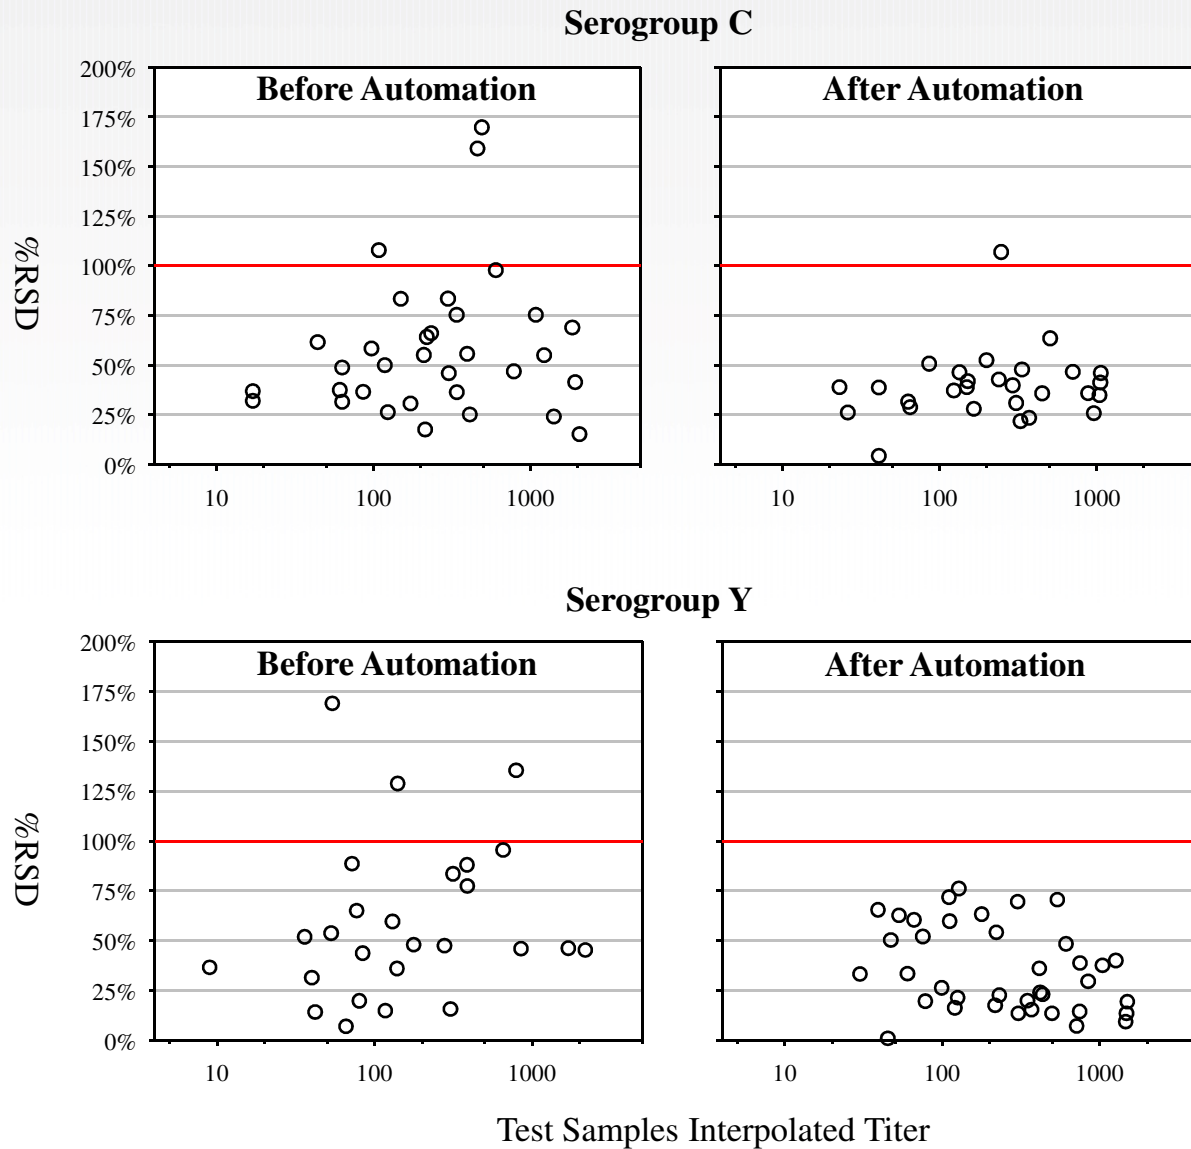 Serogroup C
Before Automation
After Automation
200%
175%
150%
125%
100%
75%
50%
25%
0%
%RSD
10 100 1000
10 100 1000
Serogroup Y
Before Automation
After Automation
200%
175%
150%
125%
100%
75%
50%
25%
0%
%RSD
10 100 1000
10 100 1000
Test Samples Interpolated Titer